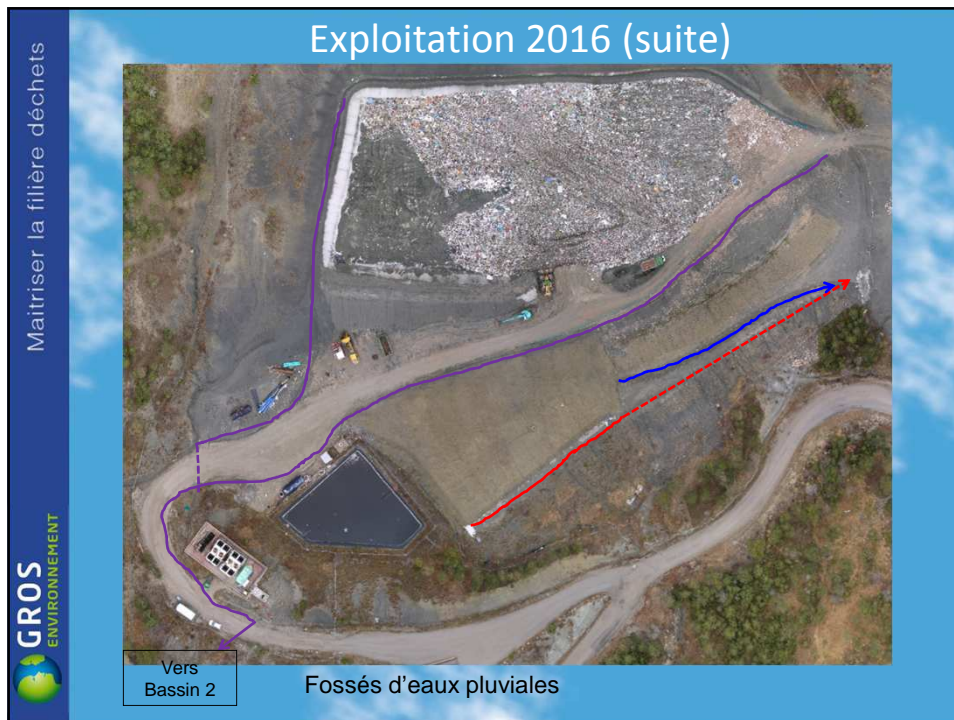 Exploitation 2016 (suite)
Maitriser la filière déchets
GROS
ENVIRONNEMENT
Vers
Bassin 2
Fossés d'eaux pluviales